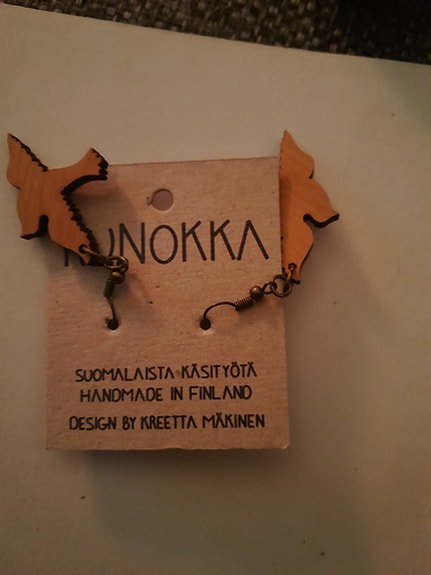 SUOMALAISTA KÄSITYÖTÄ
HANDMADE IN FINLAND
DESIGN BY KREETTA MÄKINEN